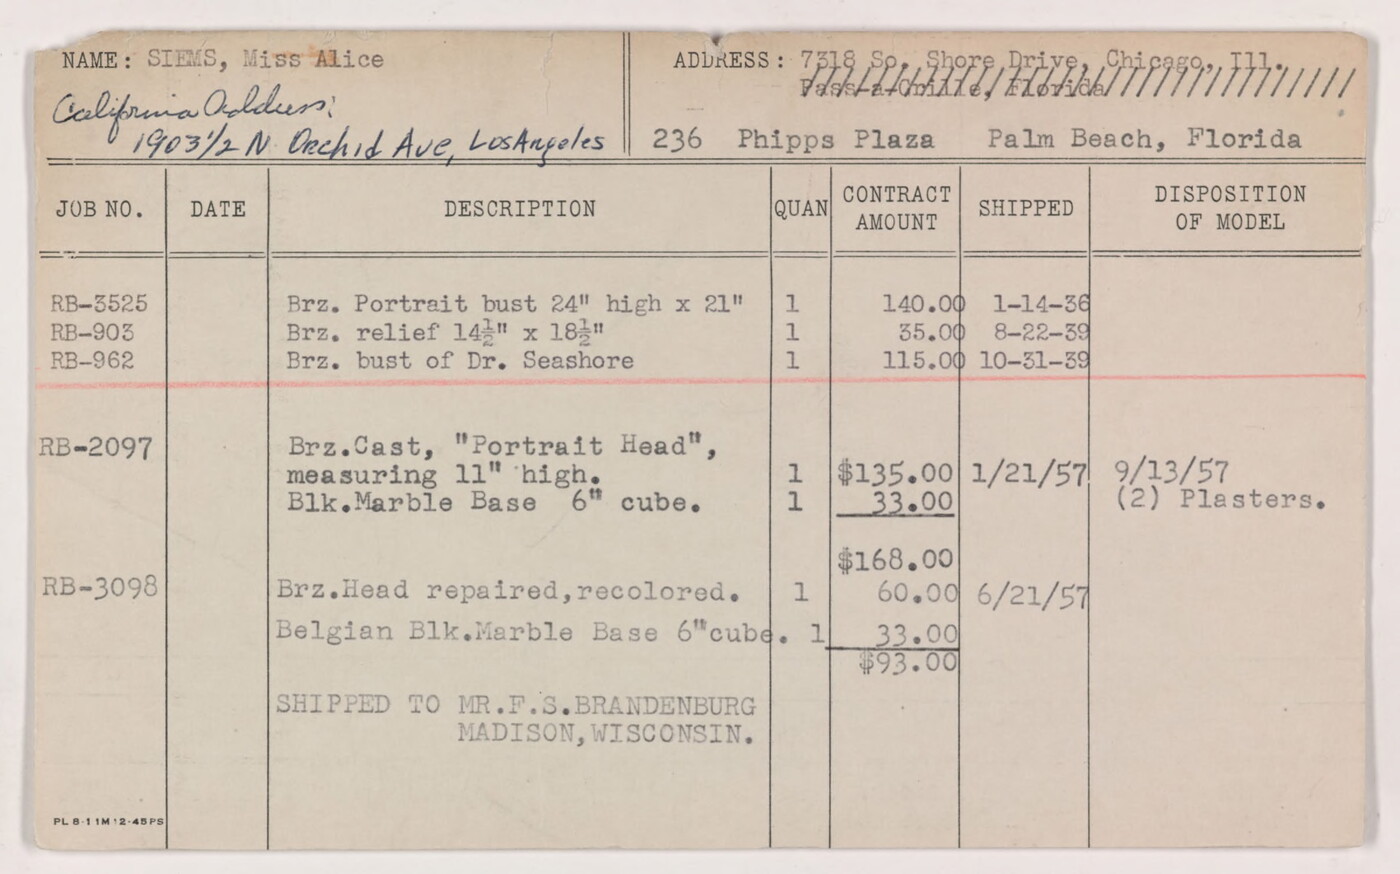 NAME: SIEMS, Miss Alice
ADDRESS: 7318 So. Shore Drive, Chicago, Ill.
Pass-a-Grille, Florida
California Address:
1903 1/2 N Orchid Ave, Los Angeles
236 Phipps Plaza Palm Beach, Florida
JOB NO. DATE DESCRIPTION QUAN CONTRACT AMOUNT SHIPPED DISPOSITION OF MODEL
RB-3525 Brz. Portrait bust 24" high x 21" 1 140.00 1-14-36
RB-903 Brz. relief 14½" x 18½" 1 35.00 8-22-39
RB-962 Brz. bust of Dr. Seashore 1 115.00 10-31-39
RB-2097 Brz.Cast, "Portrait Head",
measuring 11" high. 1 $135.00 1/21/57 9/13/57
Blk.Marble Base 6" cube. 1 33.00 (2) Plasters.
$168.00
RB-3098 Brz.Head repaired,recolored. 1 60.00 6/21/57
Belgian Blk.Marble Base 6"cube. 1 33.00
$93.00
SHIPPED TO MR.F.S.BRANDENBURG
MADISON,WISCONSIN.
PL 8-1 1M 12-45 PS